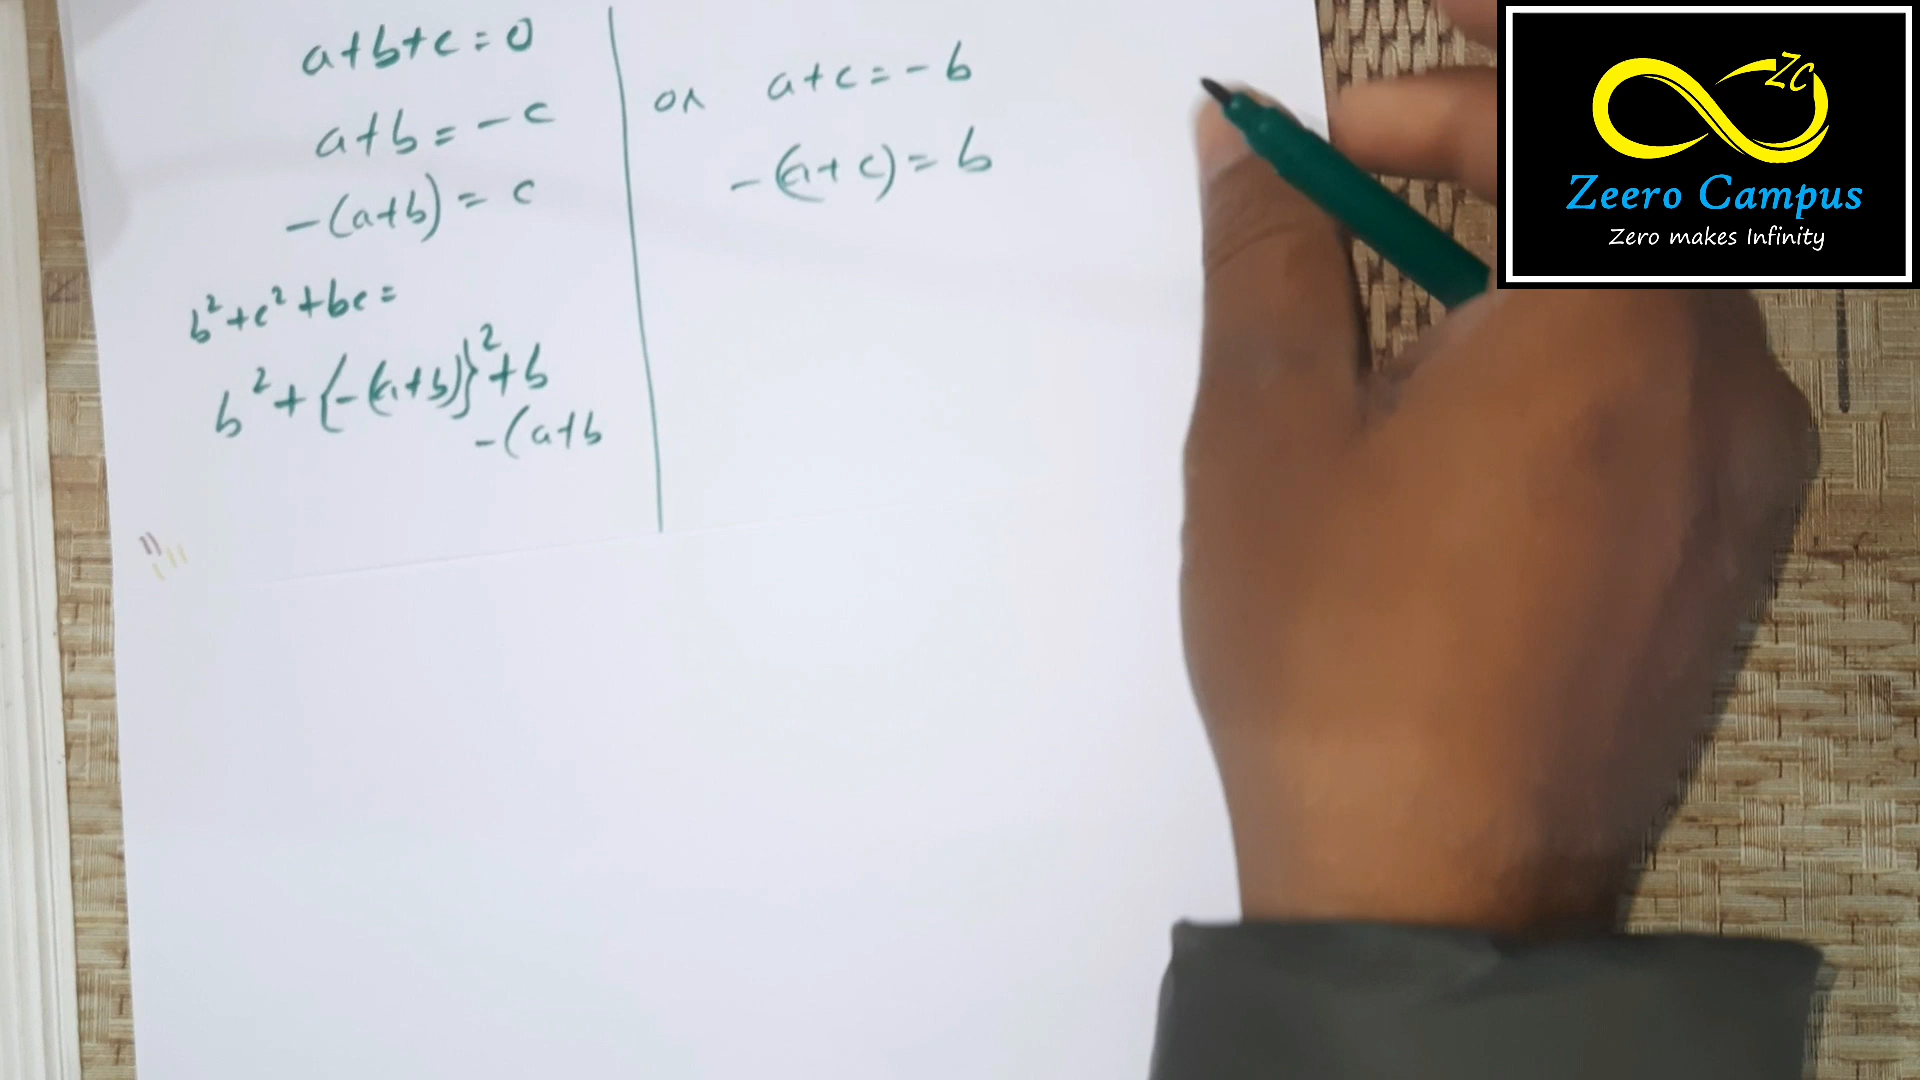 a+b+c=0
a+b=-c
-(a+b)=c
b²+c²+bc=
b²+{-(a+b)}²+b
-(a+b
or a+c=-b
-(a+c)=b
ZC
Zeero Campus
Zero makes Infinity